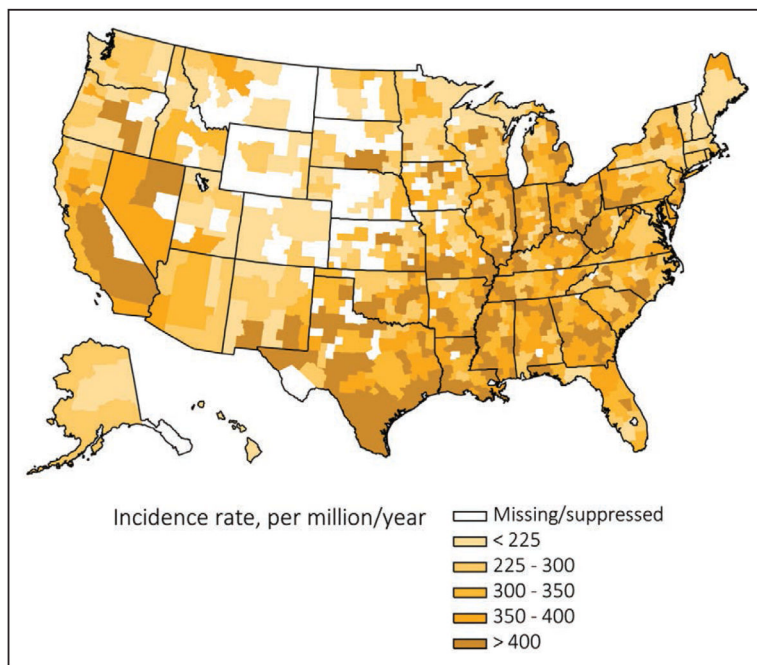 Incidence rate, per million/year
Missing/suppressed
< 225
225 - 300
300 - 350
350 - 400
> 400